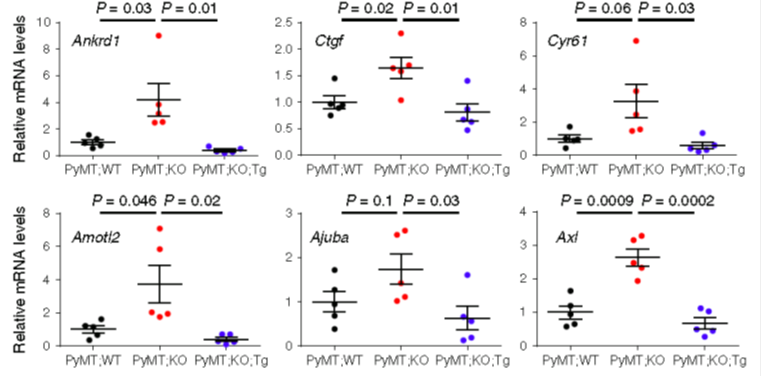 P = 0.03 P = 0.01
P = 0.02 P = 0.01
P = 0.06 P = 0.03
Relative mRNA levels
10
8
6
4
2
0
Ankrd1
PyMT;WT PyMT;KO PyMT;KO;Tg
2.5
2.0
1.5
1.0
0.5
0.0
Ctgf
PyMT;WT PyMT;KO PyMT;KO;Tg
8
6
4
2
0
Cyr61
PyMT;WT PyMT;KO PyMT;KO;Tg
P = 0.046 P = 0.02
P = 0.1 P = 0.03
P = 0.0009 P = 0.0002
Relative mRNA levels
8
6
4
2
0
Amotl2
PyMT;WT PyMT;KO PyMT;KO;Tg
3
2
1
0
Ajuba
PyMT;WT PyMT;KO PyMT;KO;Tg
4
3
2
1
0
Axl
PyMT;WT PyMT;KO PyMT;KO;Tg